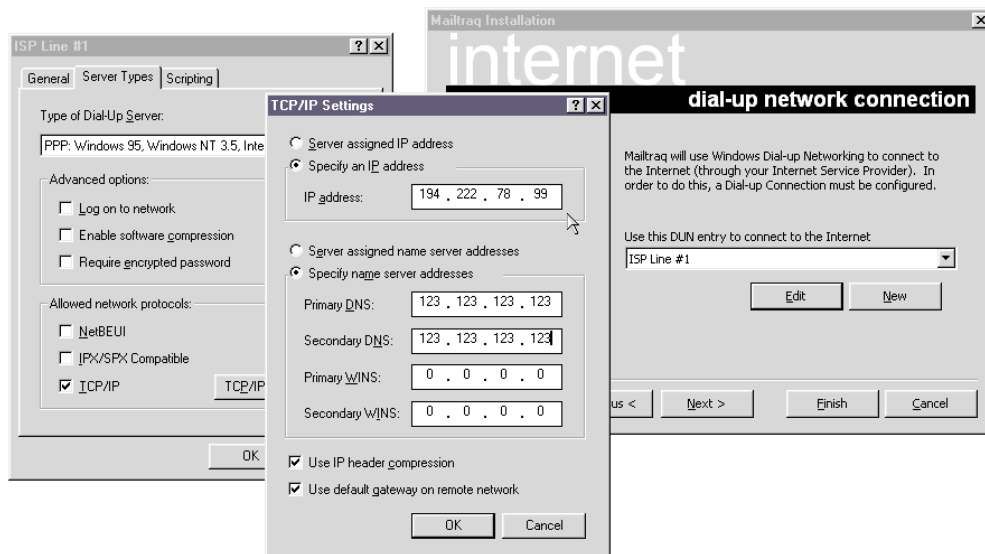 ISP Line #1
General
Server Types
Scripting
Type of Dial-Up Server:
PPP: Windows 95, Windows NT 3.5, Inte
Advanced options:
Log on to network
Enable software compression
Require encrypted password
Allowed network protocols:
NetBEUI
IPX/SPX Compatible
TCP/IP
TCP/IP
OK
TCP/IP Settings
Server assigned IP address
Specify an IP address
IP address: 194 . 222 . 78 . 99
Server assigned name server addresses
Specify name server addresses
Primary DNS: 123 . 123 . 123 . 123
Secondary DNS: 123 . 123 . 123 . 123
Primary WINS: 0 . 0 . 0 . 0
Secondary WINS: 0 . 0 . 0 . 0
Use IP header compression
Use default gateway on remote network
OK
Cancel
Mailtraq Installation
internet
dial-up network connection
Mailtraq will use Windows Dial-up Networking to connect to
the Internet (through your Internet Service Provider). In
order to do this, a Dial-up Connection must be configured.
Use this DUN entry to connect to the Internet
ISP Line #1
Edit
New
us <
Next >
Finish
Cancel